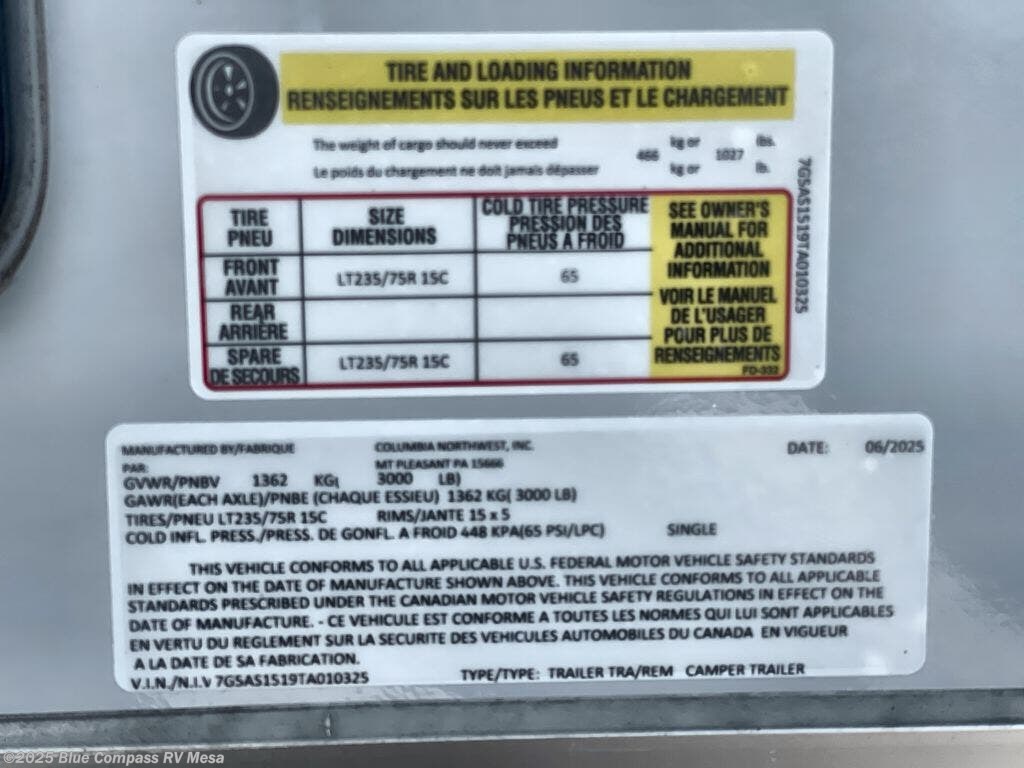 TIRE AND LOADING INFORMATION
RENSEIGNEMENTS SUR LES PNEUS ET LE CHARGEMENT
The weight of cargo should never exceed 466 kg or 1027 lbs.
Le poids du chargement ne doit jamais dépasser kg or lb.
TIRE PNEU
SIZE DIMENSIONS
COLD TIRE PRESSURE PRESSION DES PNEUS A FROID
FRONT AVANT
LT235/75R 15C
65
REAR ARRIÈRE
SPARE DE SECOURS
LT235/75R 15C
65
SEE OWNER'S
MANUAL FOR
ADDITIONAL
INFORMATION
VOIR LE MANUEL
DE L'USAGER
POUR PLUS DE
RENSEIGNEMENTS
FD-332
7G5AS1519TA010325
MANUFACTURED BY/FABRIQUE COLUMBIA NORTHWEST, INC. DATE: 06/2025
PAR: MT PLEASANT PA 15666
GVWR/PNBV 1362 KG( 3000 LB)
GAWR(EACH AXLE)/PNBE (CHAQUE ESSIEU) 1362 KG( 3000 LB)
TIRES/PNEU LT235/75R 15C RIMS/JANTE 15 x 5
COLD INFL. PRESS./PRESS. DE GONFL. A FROID 448 KPA(65 PSI/LPC) SINGLE
THIS VEHICLE CONFORMS TO ALL APPLICABLE U.S. FEDERAL MOTOR VEHICLE SAFETY STANDARDS
IN EFFECT ON THE DATE OF MANUFACTURE SHOWN ABOVE. THIS VEHICLE CONFORMS TO ALL APPLICABLE
STANDARDS PRESCRIBED UNDER THE CANADIAN MOTOR VEHICLE SAFETY REGULATIONS IN EFFECT ON THE
DATE OF MANUFACTURE. - CE VEHICULE EST CONFORME A TOUTES LES NORMES QUI LUI SONT APPLICABLES
EN VERTU DU REGLEMENT SUR LA SECURITE DES VEHICULES AUTOMOBILES DU CANADA EN VIGUEUR
A LA DATE DE SA FABRICATION.
V.I.N./N.I.V 7G5AS1519TA010325 TYPE/TYPE: TRAILER TRA/REM CAMPER TRAILER
©2025 Blue Compass RV Mesa